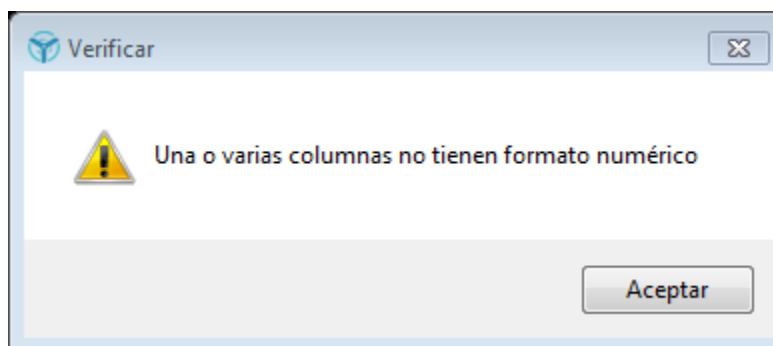 Verificar
Una o varias columnas no tienen formato numérico
Aceptar